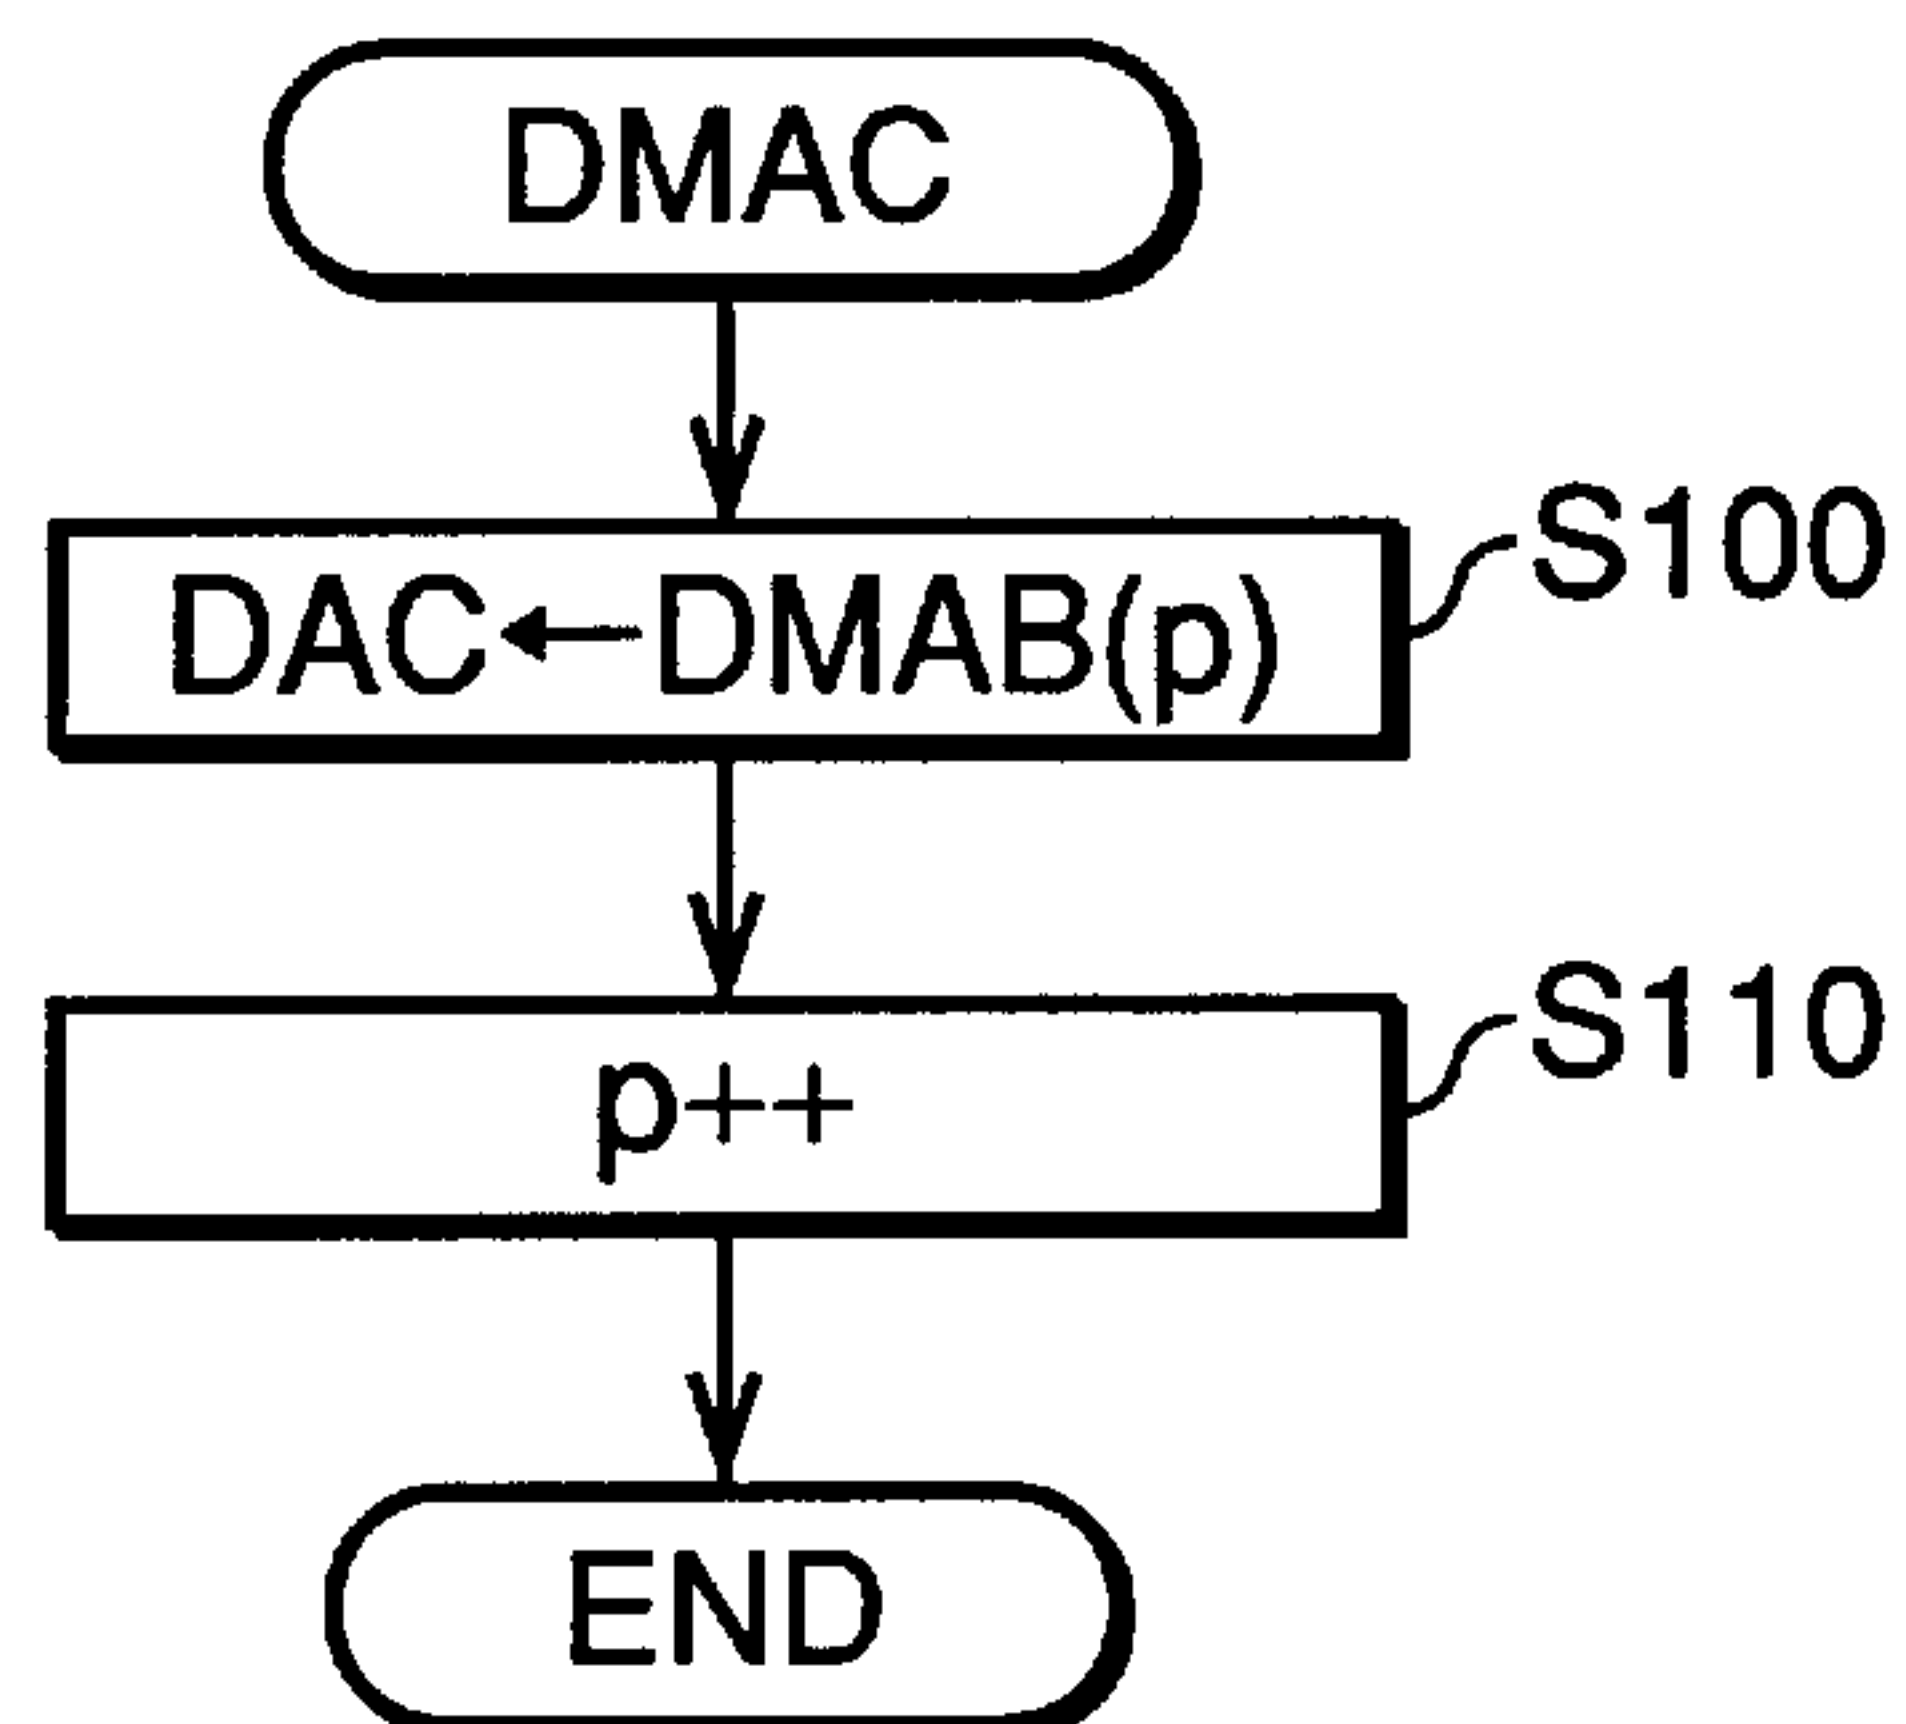 DMAC
S100
DAC←DMAB(p)
S110
p++
END